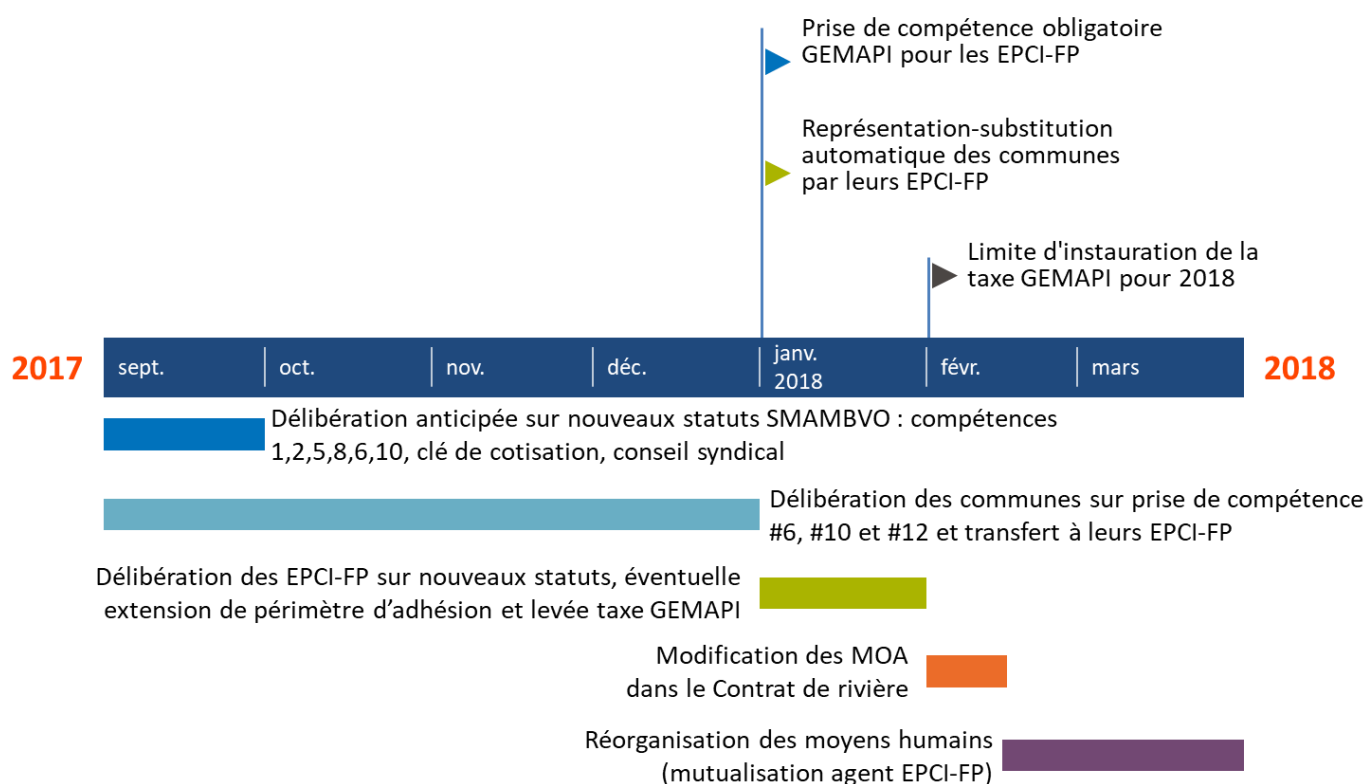 Prise de compétence obligatoire
GEMAPI pour les EPCI-FP
Représentation-substitution
automatique des communes
par leurs EPCI-FP
Limite d'instauration de la
taxe GEMAPI pour 2018
2017
sept.
oct.
nov.
déc.
janv.
2018
févr.
mars
2018
Délibération anticipée sur nouveaux statuts SMAMBVO : compétences
1,2,5,8,6,10, clé de cotisation, conseil syndical
Délibération des communes sur prise de compétence
#6, #10 et #12 et transfert à leurs EPCI-FP
Délibération des EPCI-FP sur nouveaux statuts, éventuelle
extension de périmètre d’adhésion et levée taxe GEMAPI
Modification des MOA
dans le Contrat de rivière
Réorganisation des moyens humains
(mutualisation agent EPCI-FP)